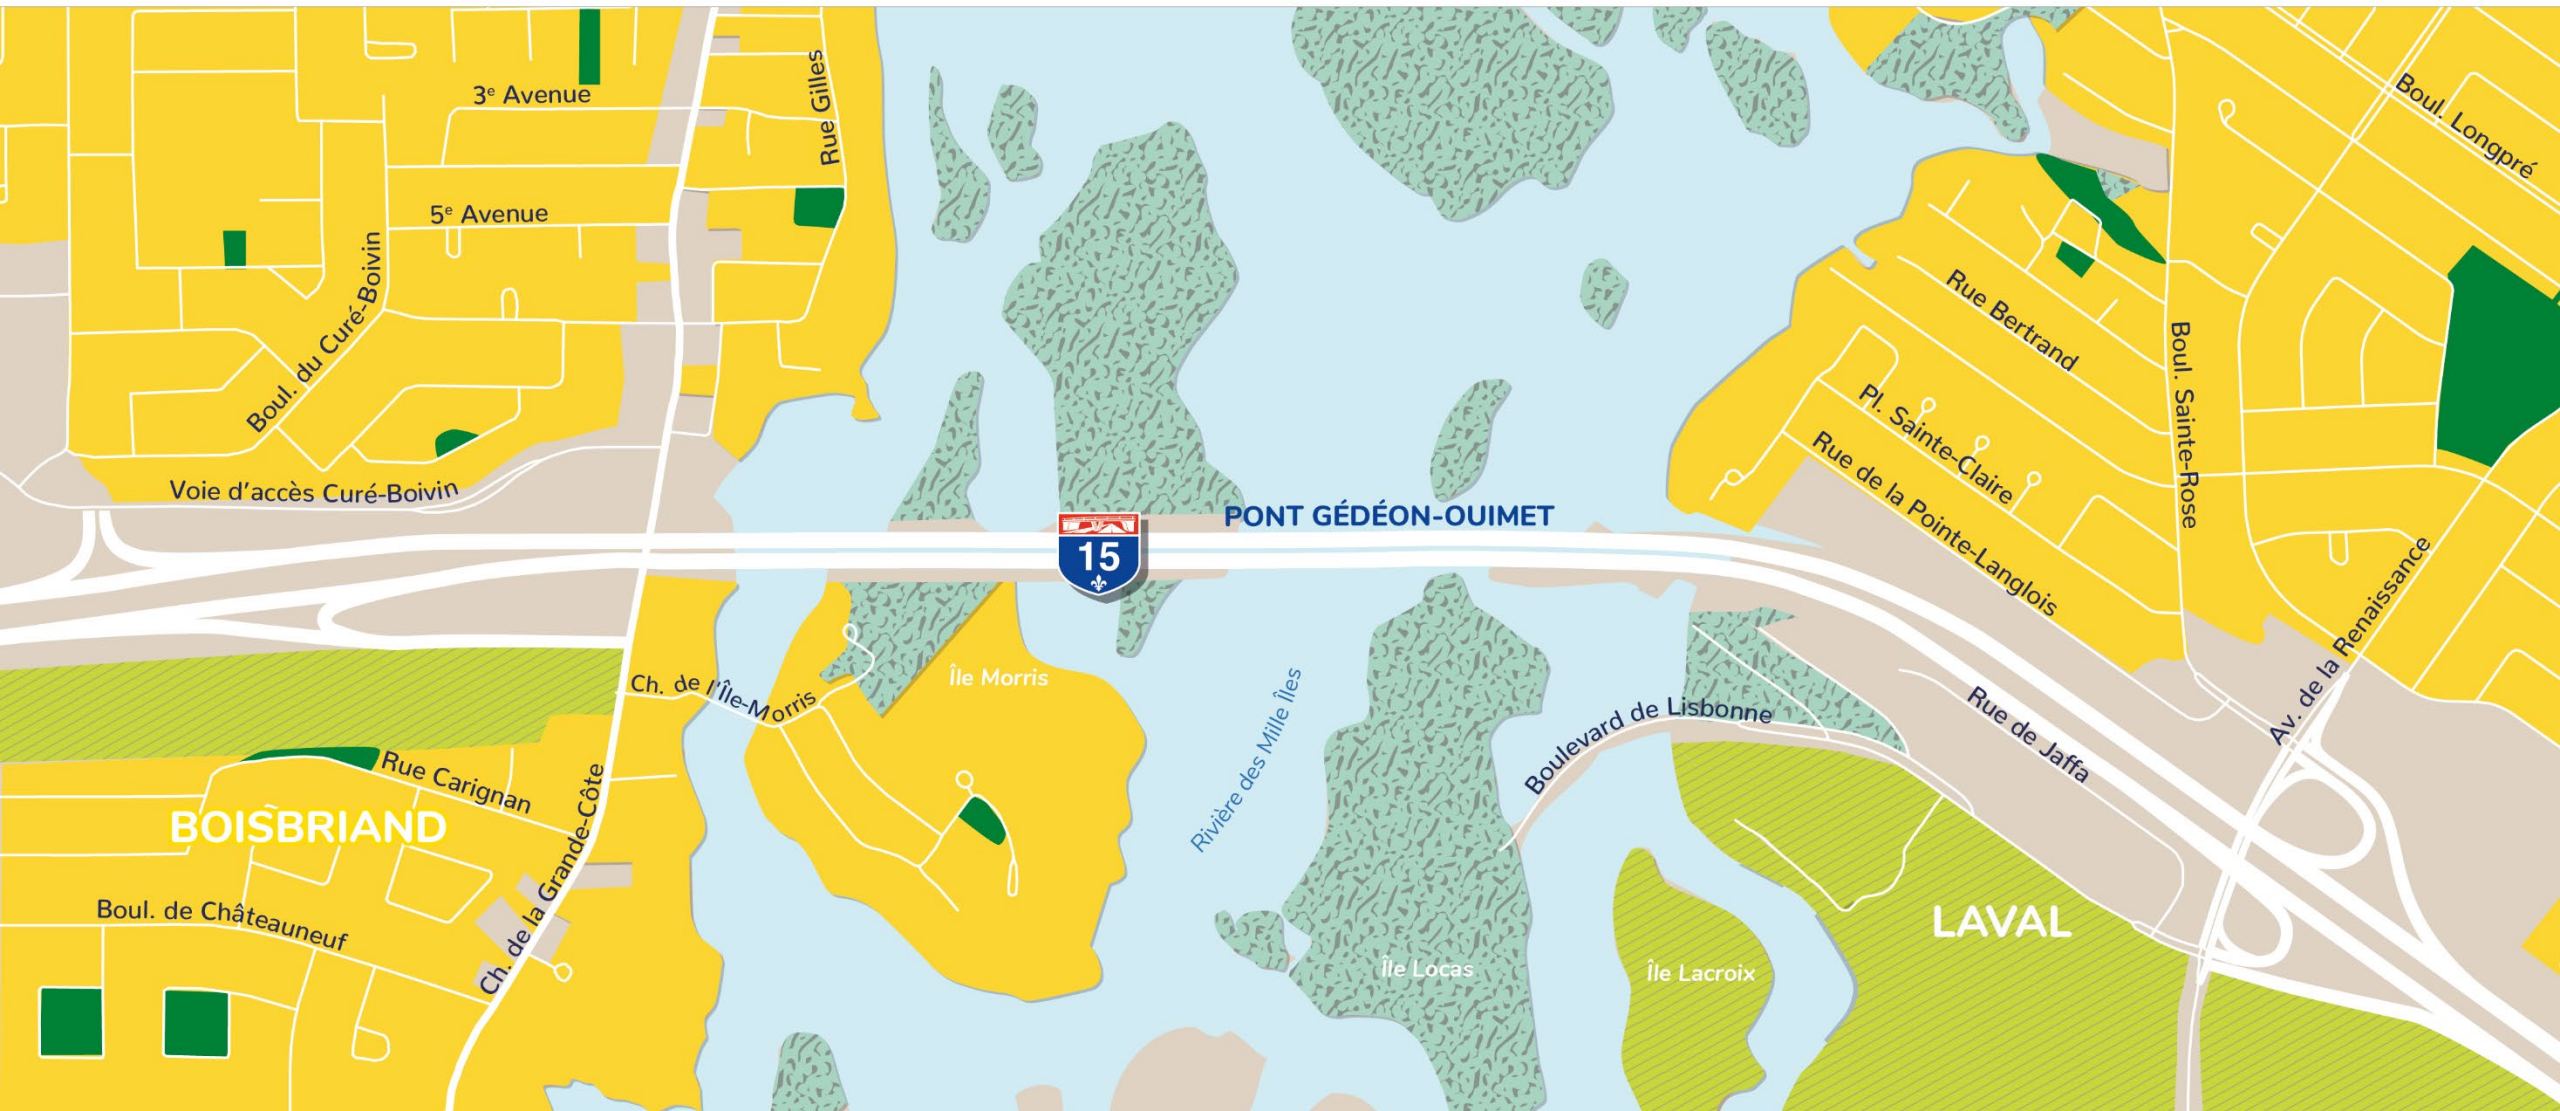 3e Avenue
Rue Gilles
Boul. Longpré
5e Avenue
Boul. du Curé-Boivin
Rue Bertrand
Boul. Sainte-Rose
Pl. Sainte-Claire
Rue de la Pointe-Langlois
Voie d'accès Curé-Boivin
PONT GÉDÉON-OUIMET
15
Av. de la Renaissance
Ch. de l'Île-Morris
Île Morris
Rivière des Mille Îles
Boulevard de Lisbonne
Rue de Jaffa
Rue Carignan
BOISBRIAND
Ch. de la Grande-Côte
Boul. de Châteauneuf
LAVAL
Île Locas
Île Lacroix